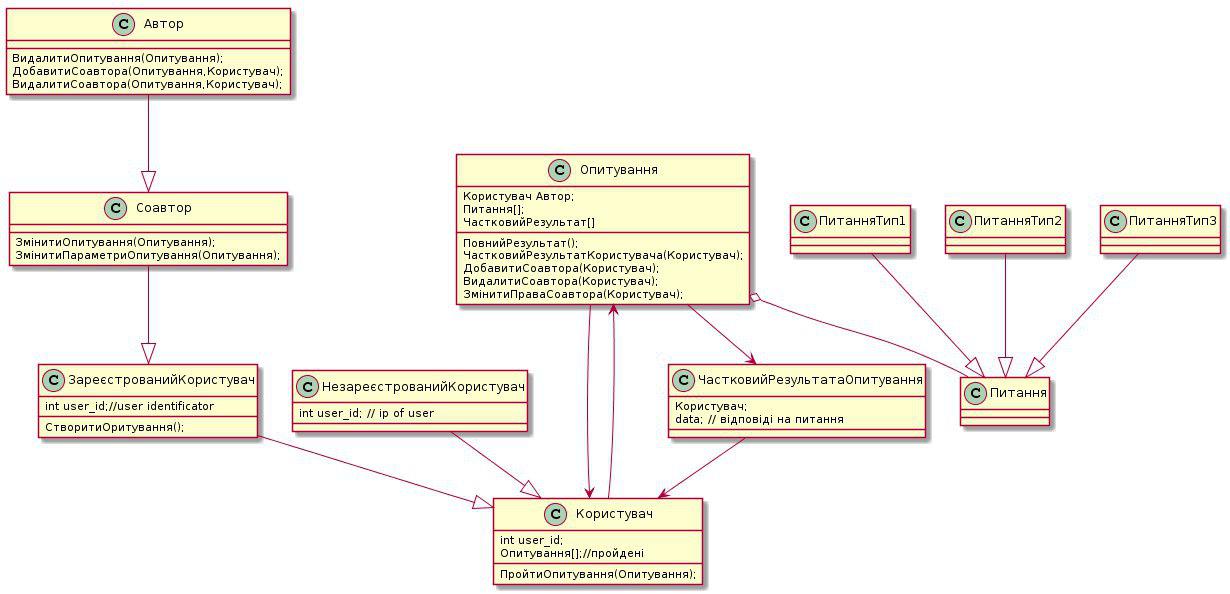 C Автор
ВидалитиОпитування(Опитування);
ДобавитиСоавтора(Опитування,Користувач);
ВидалитиСоавтора(Опитування,Користувач);
C Соавтор
ЗмінитиОпитування(Опитування);
ЗмінитиПараметриОпитування(Опитування);
C Опитування
Користувач Автор;
Питання[];
ЧастковийРезультат[]
ПовнийРезультат();
ЧастковийРезультатКористувача(Користувач);
ДобавитиСоавтора(Користувач);
ВидалитиСоавтора(Користувач);
ЗмінитиПраваСоавтора(Користувач);
C ПитанняТип1
C ПитанняТип2
C ПитанняТип3
C ЗареєстрованийКористувач
int user_id;//user identificator
СтворитиОритування();
C НезареєстрованийКористувач
int user_id; // ip of user
C ЧастковийРезультатаОпитування
Користувач;
data; // відповіді на питання
C Питання
C Користувач
int user_id;
Опитування[];//пройдені
ПройтиОпитування(Опитування);